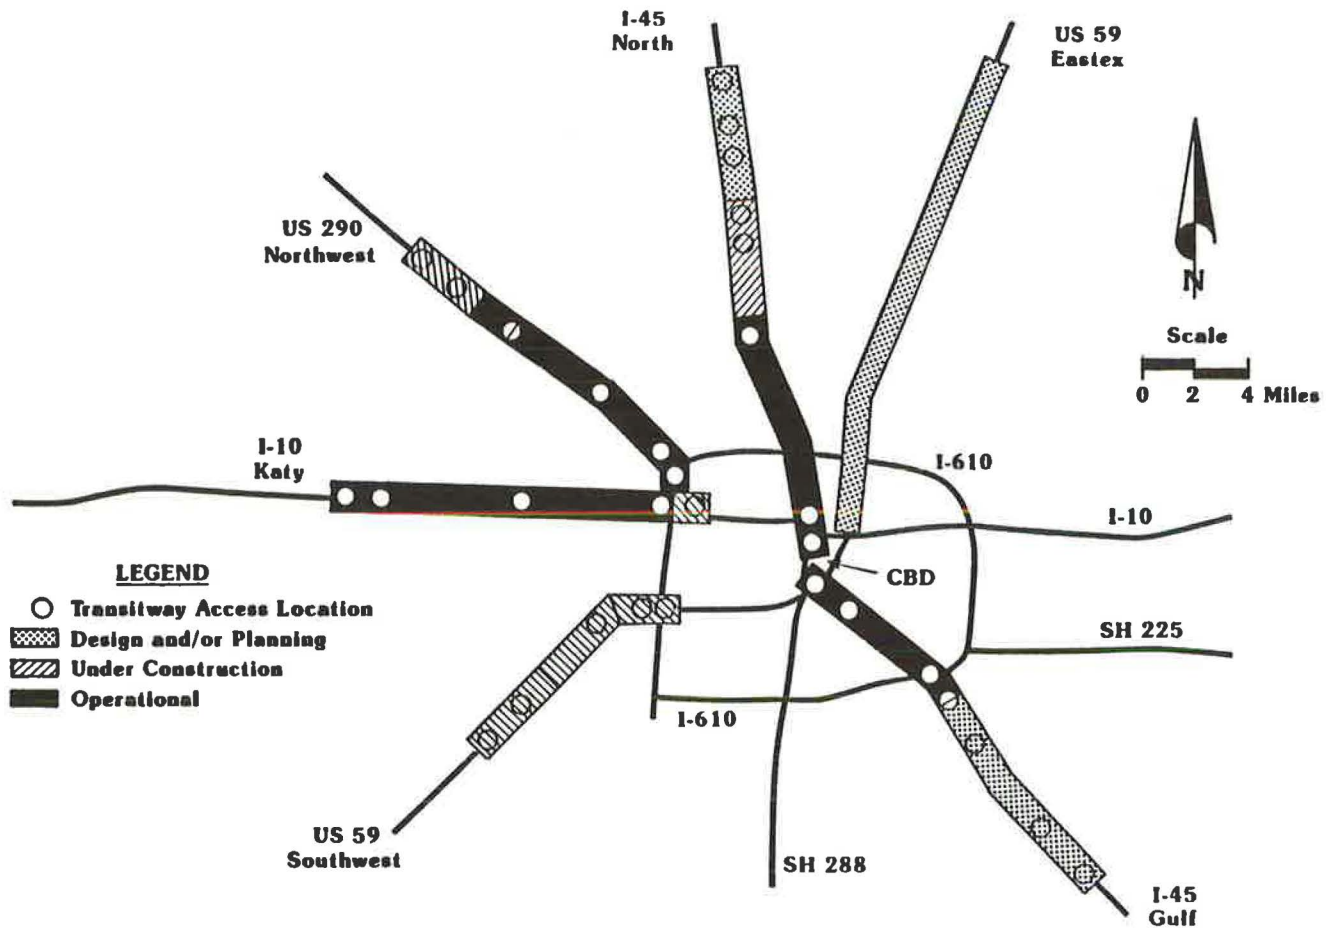 I-45
North
US 59
Eastex
US 290
Northwest
N
Scale
0 2 4 Miles
I-10
Katy
I-610
I-10
CBD
LEGEND
Transitway Access Location
Design and/or Planning
Under Construction
Operational
SH 225
I-610
US 59
Southwest
SH 288
I-45
Gulf